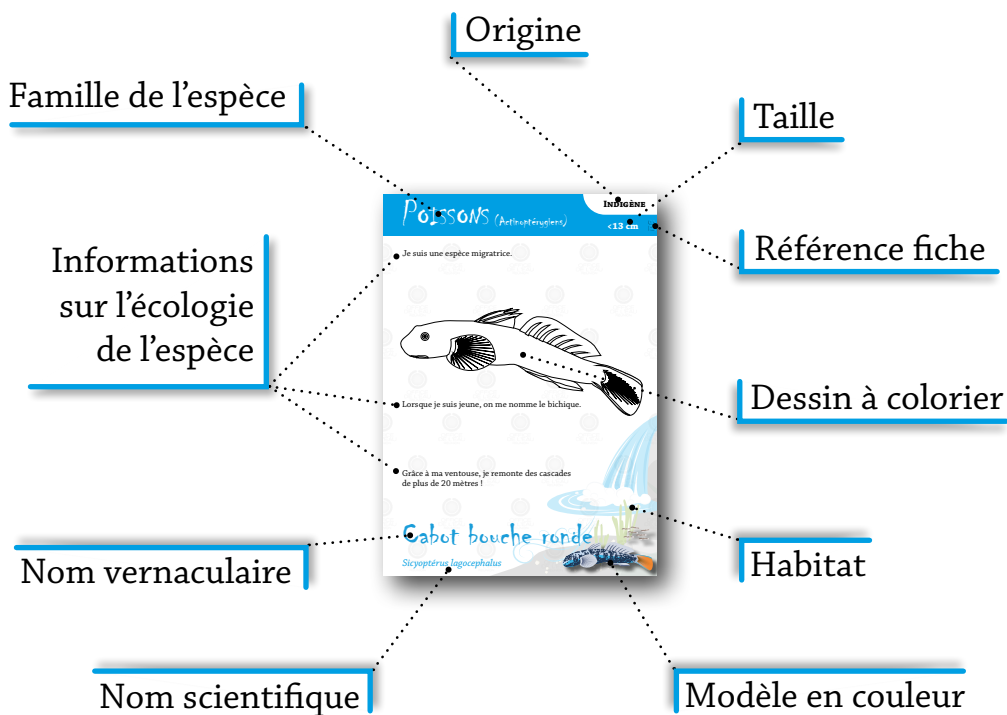 Origine
Famille de l'espèce
Taille
Poissons (Actinoptérygiens)
Indigène
<13 cm
Référence fiche
Informations
sur l'écologie
de l'espèce
Je suis une espèce migratrice.
Dessin à colorier
Lorsque je suis jeune, on me nomme le bichique.
Grâce à ma ventouse, je remonte des cascades
de plus de 20 mètres !
Cabot bouche ronde
Sicyoptérus lagocephalus
Nom vernaculaire
Habitat
Nom scientifique
Modèle en couleur